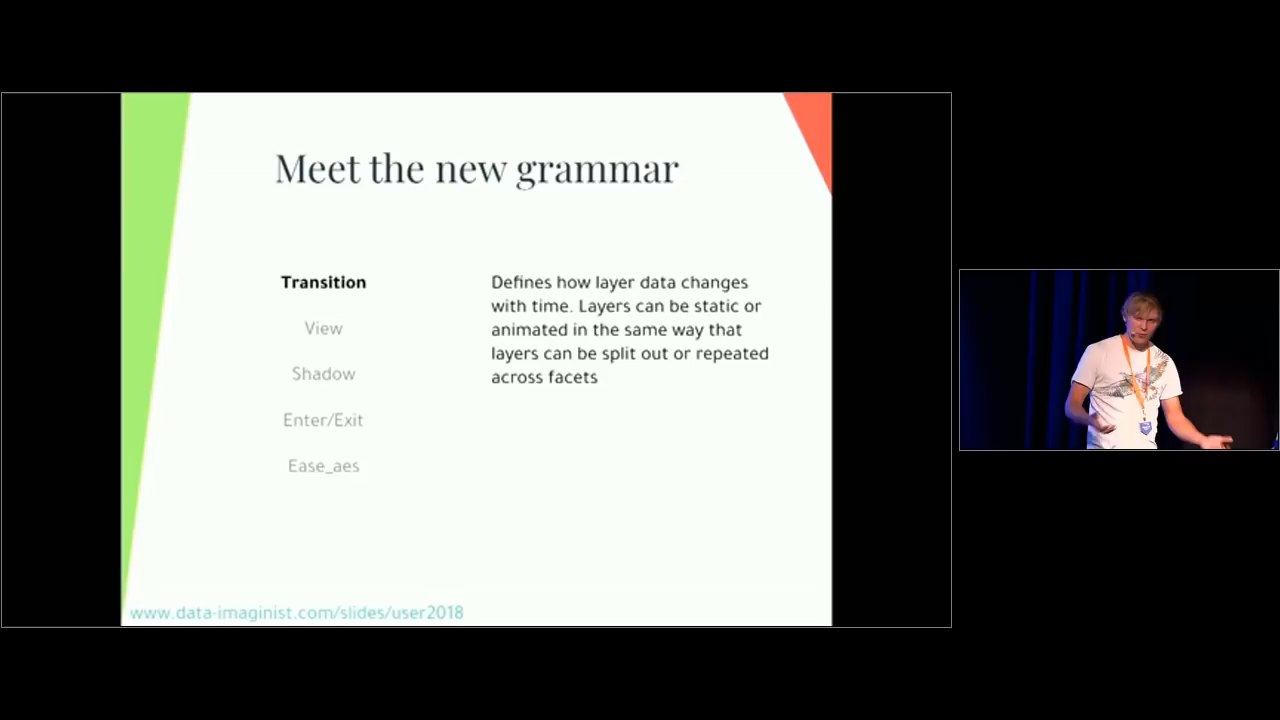 Meet the new grammar
Transition
View
Shadow
Enter/Exit
Ease_aes
Defines how layer data changes
with time. Layers can be static or
animated in the same way that
layers can be split out or repeated
across facets
www.data-imaginist.com/slides/user2018